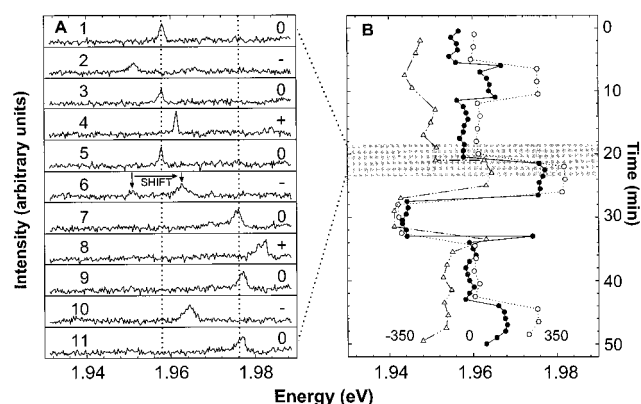 A
1 0
2 -
3 0
4 +
5 0
6 SHIFT -
7 0
8 +
9 0
10 -
11 0
Intensity (arbitrary units)
1.94 1.96 1.98
B
-350 0 350
0
10
20
30
40
50
Time (min)
1.94 1.96 1.98 1.90
Energy (eV)